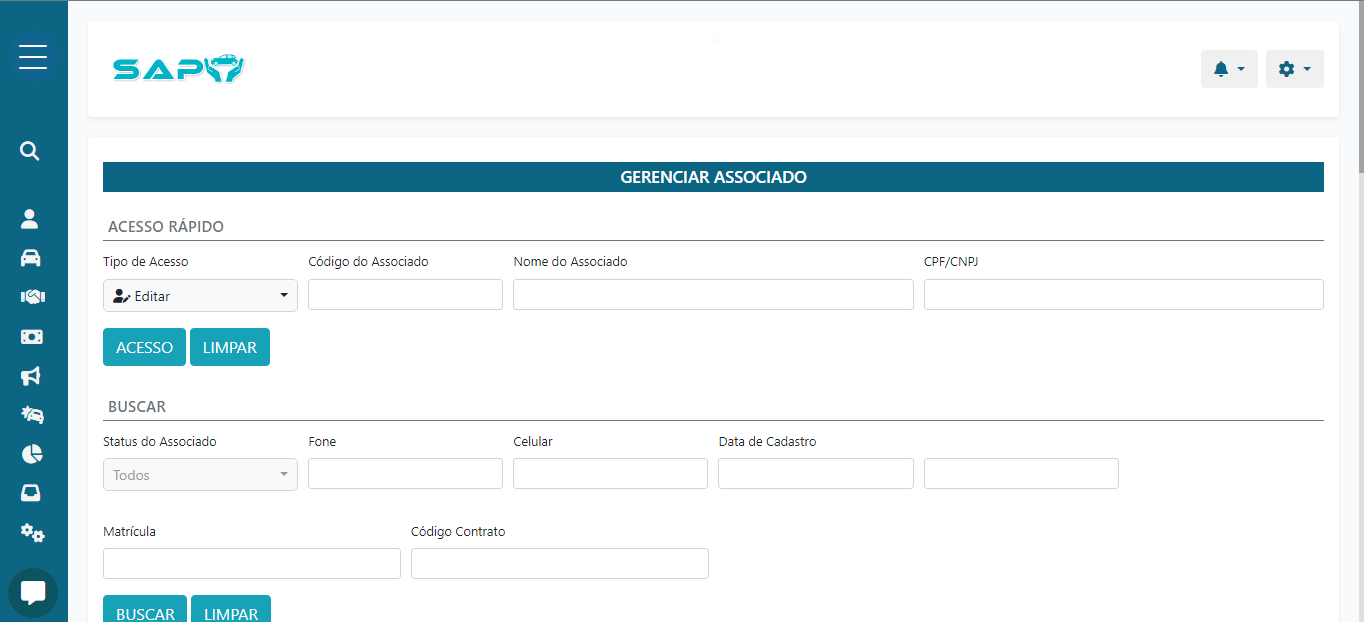 SAPY
GERENCIAR ASSOCIADO
ACESSO RÁPIDO
Tipo de Acesso Código do Associado Nome do Associado CPF/CNPJ
Editar
ACESSO LIMPAR
BUSCAR
Status do Associado Fone Celular Data de Cadastro
Todos
Matrícula Código Contrato
BUSCAR LIMPAR